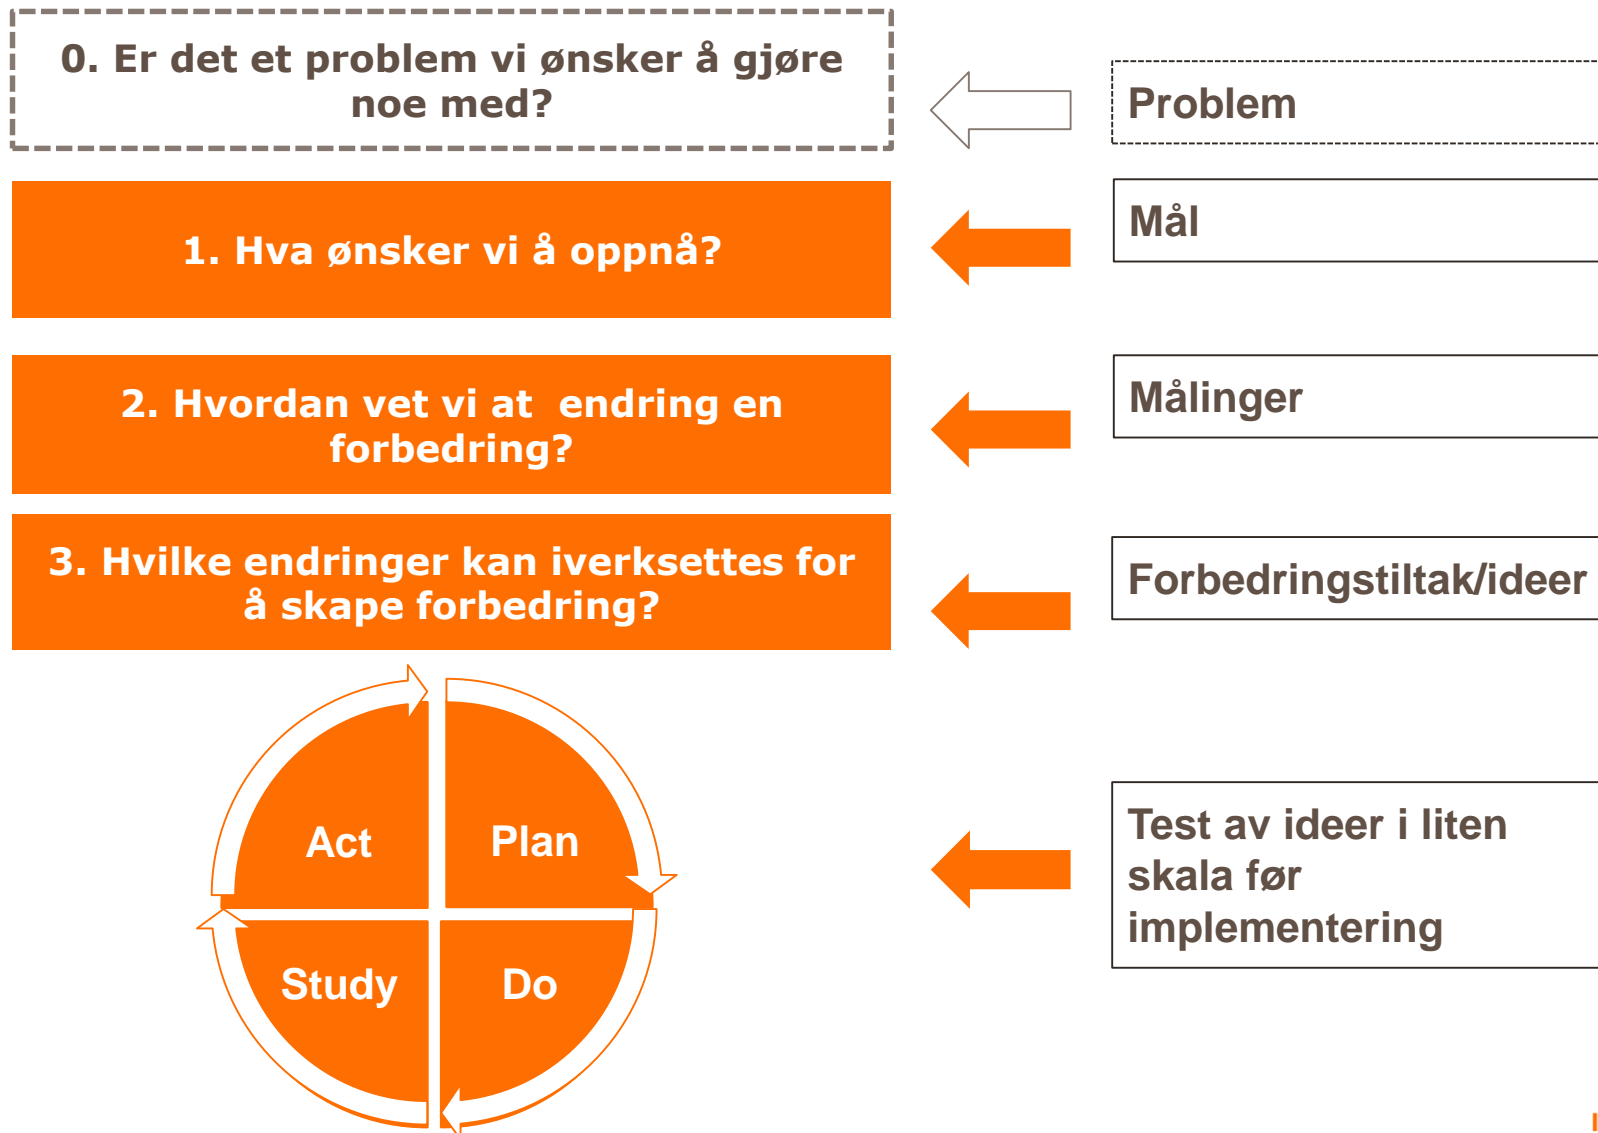 0. Er det et problem vi ønsker å gjøre
noe med?
Problem
1. Hva ønsker vi å oppnå?
Mål
2. Hvordan vet vi at  endring en
forbedring?
Målinger
3. Hvilke endringer kan iverksettes for
å skape forbedring?
Forbedringstiltak/ideer
Act
Plan
Study
Do
Test av ideer i liten
skala før
implementering